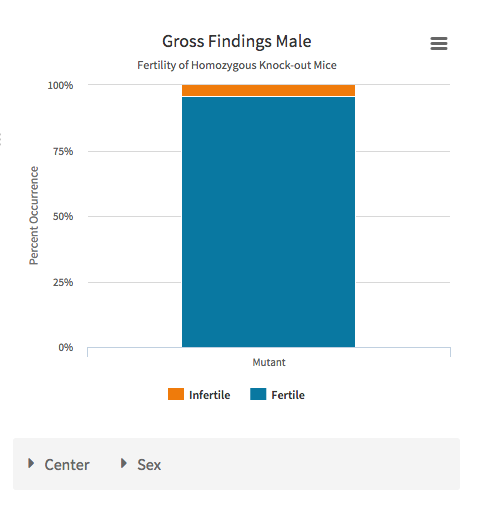 Gross Findings Male
Fertility of Homozygous Knock-out Mice
Percent Occurrence
100%
75%
50%
25%
0%
Mutant
Infertile Fertile
Center Sex